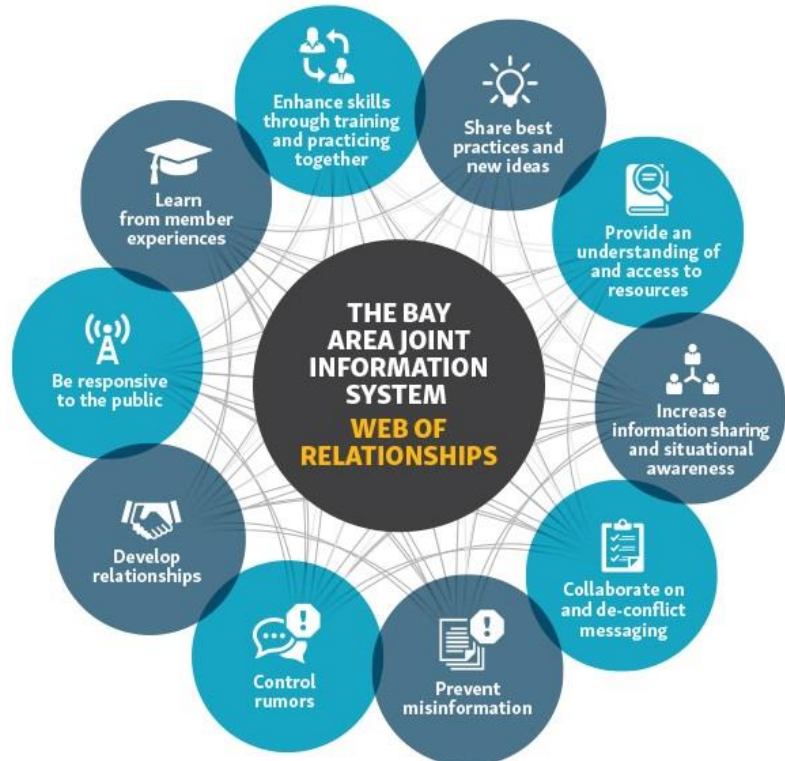 THE BAY
AREA JOINT
INFORMATION
SYSTEM
WEB OF
RELATIONSHIPS
Enhance skills
through training
and practicing
together
Share best
practices and
new ideas
Provide an
understanding of
and access to
resources
Increase
information sharing
and situational
awareness
Collaborate on
and de-conflict
messaging
Prevent
misinformation
Control
rumors
Develop
relationships
Be responsive
to the public
Learn
from member
experiences